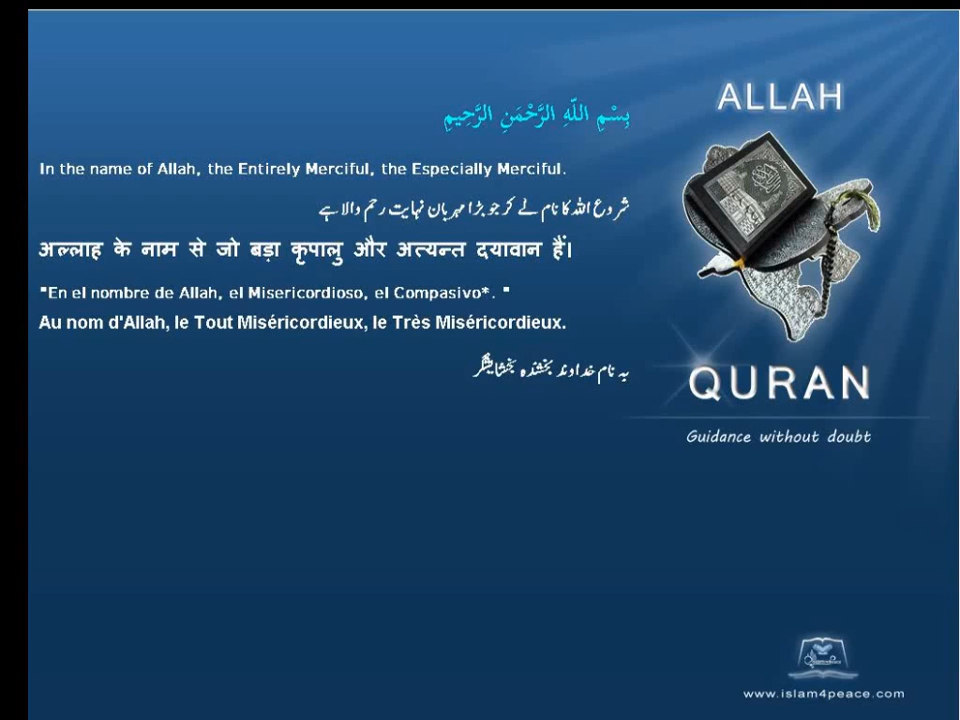 بِسْمِ اللّهِ الرَّحْمَنِ الرَّحِيمِ
In the name of Allah, the Entirely Merciful, the Especially Merciful.
شروع الله کا نام لے کر جو بڑا مہربان نہایت رحم والا ہے
अल्लाह के नाम से जो बड़ा कृपालु और अत्यन्त दयावान हैं।
"En el nombre de Allah, el Misericordioso, el Compasivo*. "
Au nom d'Allah, le Tout Miséricordieux, le Très Miséricordieux.
به نام خداوند بخشنده بخشایشگر
ALLAH
QURAN
Guidance without doubt
www.islam4peace.com